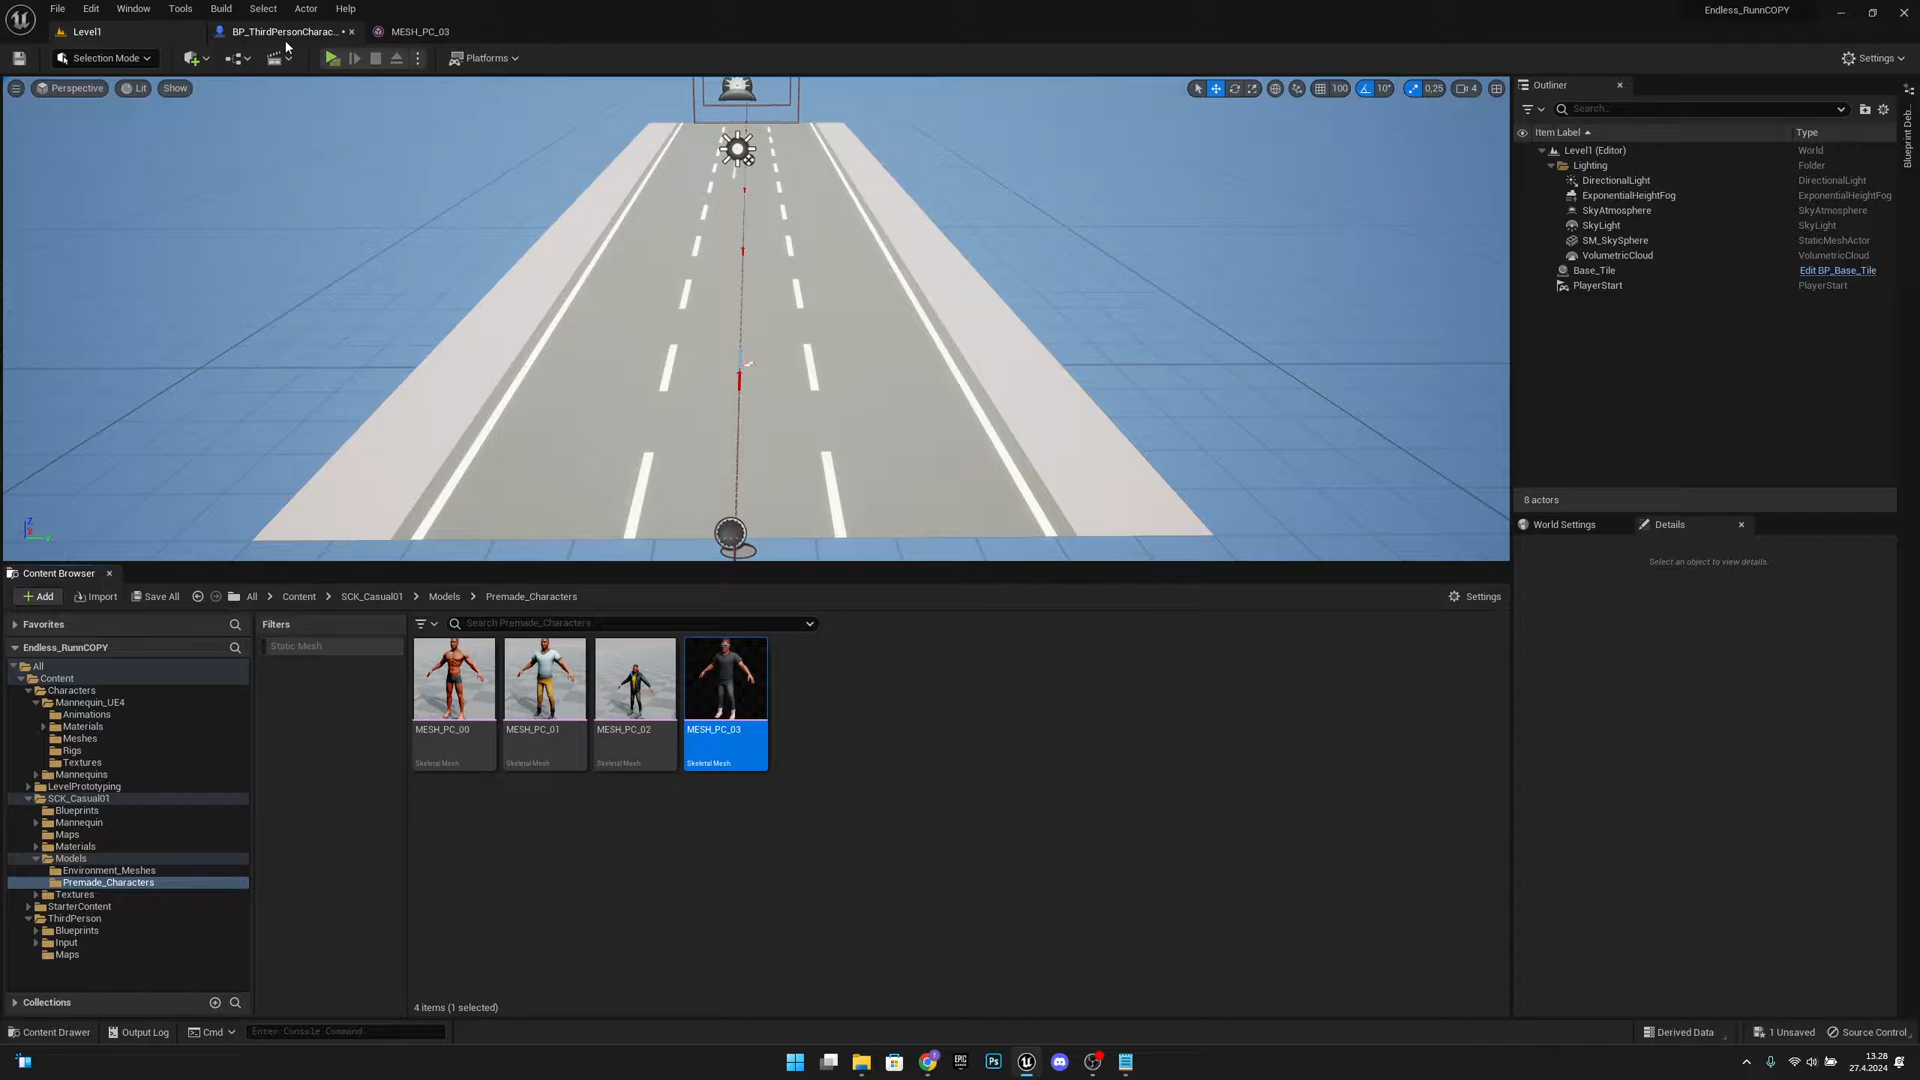 File Edit Window Tools Build Select Actor Help
Endless_RunnCOPY
Level1
BP_ThirdPersonCharac...
MESH_PC_03
Selection Mode
Platforms
Settings
Perspective
Lit
Show
100
10°
0,25
4
Outliner
Search...
Item Label
Type
Level1 (Editor) World
Lighting Folder
DirectionalLight DirectionalLight
ExponentialHeightFog ExponentialHeightFog
SkyAtmosphere SkyAtmosphere
SkyLight SkyLight
SM_SkySphere StaticMeshActor
VolumetricCloud VolumetricCloud
Base_Tile Edit BP_Base_Tile
PlayerStart PlayerStart
Blueprint Deb...
8 actors
World Settings
Details
Select an object to view details.
Z
X
Y
Content Browser
Add
Import
Save All
All > Content > SCK_Casual01 > Models > Premade_Characters
Settings
Favorites
Filters
Search Premade_Characters
Endless_RunnCOPY
Static Mesh
All
Content
Characters
Mannequin_UE4
Animations
Materials
Meshes
Rigs
Textures
Mannequins
LevelPrototyping
SCK_Casual01
Blueprints
Mannequin
Maps
Materials
Models
Environment_Meshes
Premade_Characters
Textures
StarterContent
ThirdPerson
Blueprints
Input
Maps
Collections
MESH_PC_00
MESH_PC_01
MESH_PC_02
MESH_PC_03
Skeletal Mesh
Skeletal Mesh
Skeletal Mesh
Skeletal Mesh
4 items (1 selected)
Content Drawer
Output Log
Cmd
Enter Console Command
Derived Data
1 Unsaved
Source Control
EPIC
GAMES
Ps
13.28
27.4.2024